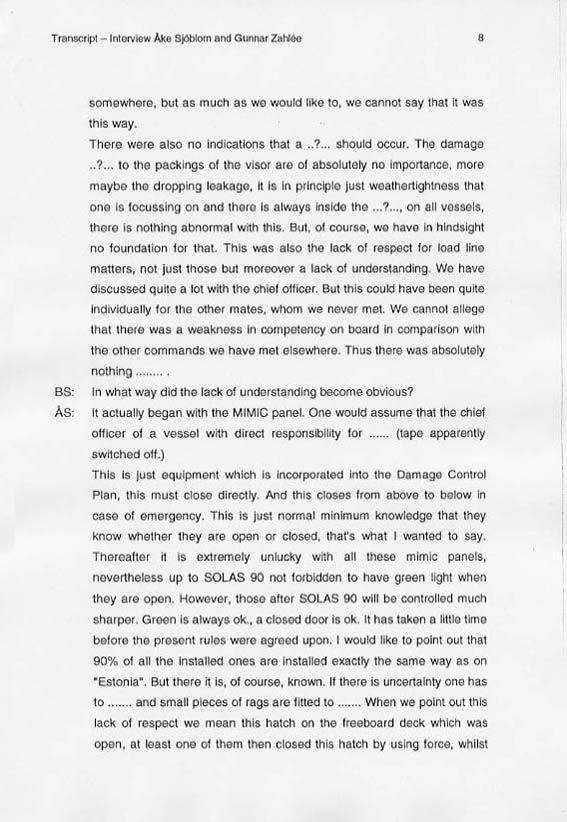 Transcript – Interview Åke Sjöblom and Gunnar Zahlée 8
somewhere, but as much as we would like to, we cannot say that it was
this way.
There were also no indications that a ..?... should occur. The damage
..?... to the packings of the visor are of absolutely no importance, more
maybe the dropping leakage, it is in principle just weathertightness that
one is focussing on and there is always inside the ...?..., on all vessels,
there is nothing abnormal with this. But, of course, we have in hindsight
no foundation for that. This was also the lack of respect for load line
matters, not just those but moreover a lack of understanding. We have
discussed quite a lot with the chief officer. But this could have been quite
individually for the other mates, whom we never met. We cannot allege
that there was a weakness in competency on board in comparison with
the other commands we have met elsewhere. Thus there was absolutely
nothing ........ .
BS: In what way did the lack of understanding become obvious?
ÅS: It actually began with the MIMIC panel. One would assume that the chief
officer of a vessel with direct responsibility for ...... (tape apparently
switched off.)
This is just equipment which is incorporated into the Damage Control
Plan, this must close directly. And this closes from above to below in
case of emergency. This is just normal minimum knowledge that they
know whether they are open or closed, that's what I wanted to say.
Thereafter it is extremely unlucky with all these mimic panels,
nevertheless up to SOLAS 90 not forbidden to have green light when
they are open. However, those after SOLAS 90 will be controlled much
sharper. Green is always ok., a closed door is ok. It has taken a little time
before the present rules were agreed upon. I would like to point out that
90% of all the installed ones are installed exactly the same way as on
"Estonia". But there it is, of course, known. If there is uncertainty one has
to ....... and small pieces of rags are fitted to ....... When we point out this
lack of respect we mean this hatch on the freeboard deck which was
open, at least one of them then closed this hatch by using force, whilst